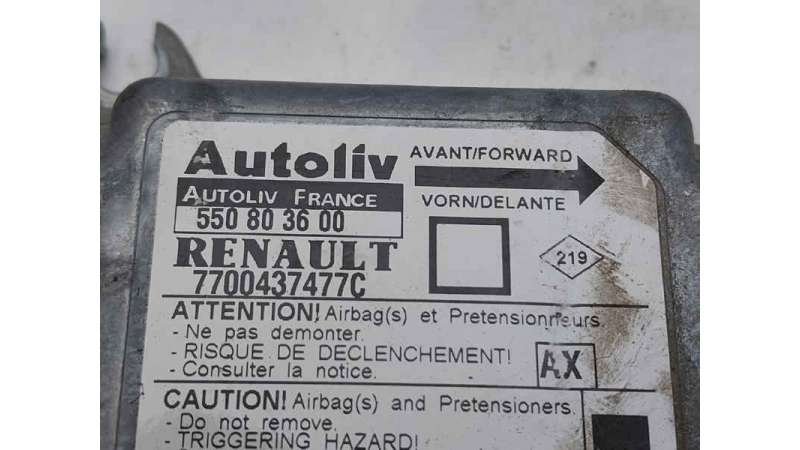 Autoliv
AUTOLIV FRANCE
550 80 36 00
RENAULT
7700437477C
AVANT/FORWARD
VORN/DELANTE
219
ATTENTION! Airbag(s) et Pretensionneurs.
- Ne pas demonter.
- RISQUE DE DECLENCHEMENT!
- Consulter la notice.
AX
CAUTION! Airbag(s) and Pretensioners.
- Do not remove.
- TRIGGERING HAZARD!